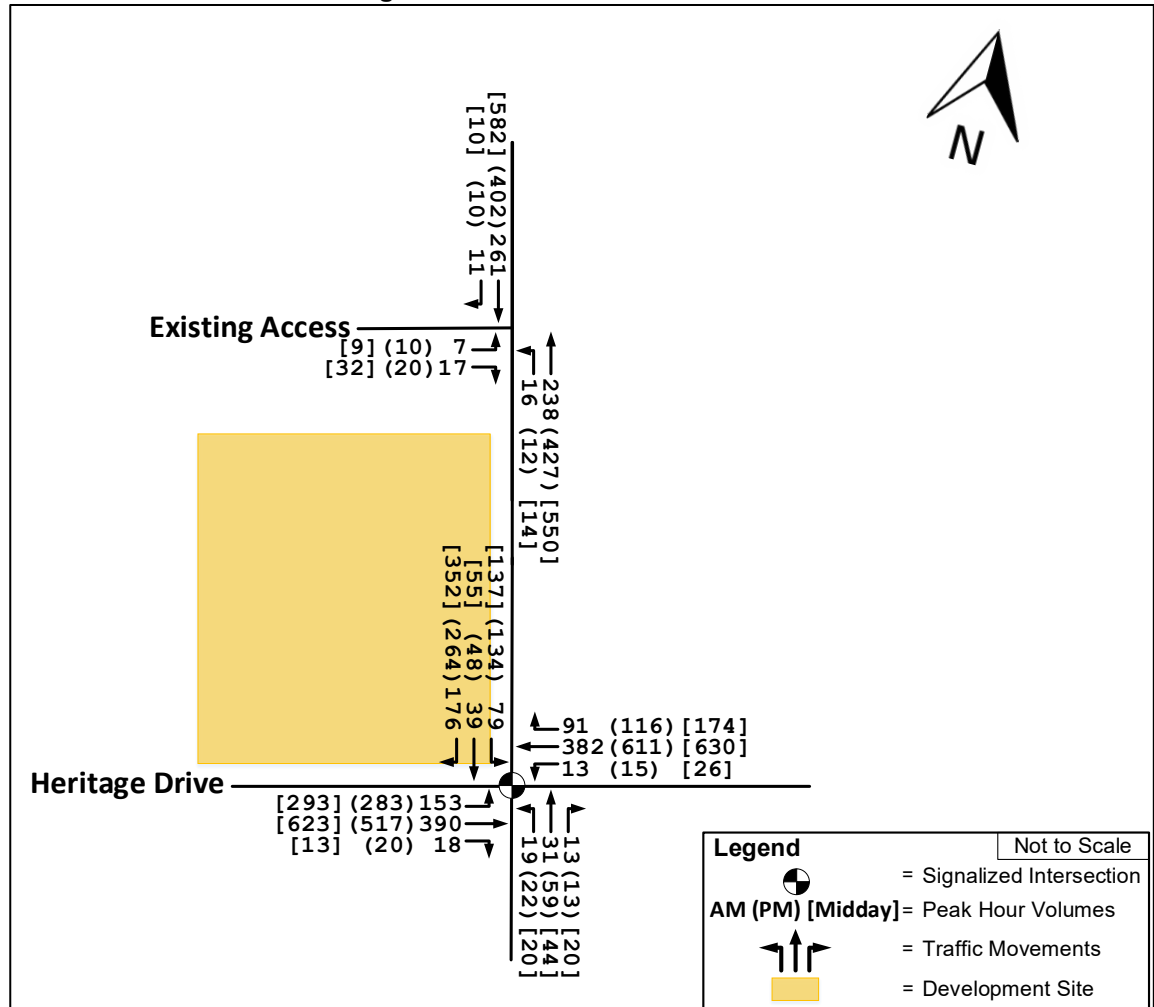 N
[582] (402) 261
[10] (10) 11
Existing Access
[9] (10) 7
[32] (20) 17
16 (12) [14]
238 (427) [550]
[137] (134) 79
[55] (48) 39
[352] (264) 176
91 (116) [174]
382 (611) [630]
13 (15) [26]
Heritage Drive
[293] (283) 153
[623] (517) 390
[13] (20) 18
19 (22) [20]
31 (59) [44]
13 (13) [20]
Legend
Not to Scale
= Signalized Intersection
AM (PM) [Midday] = Peak Hour Volumes
= Traffic Movements
= Development Site